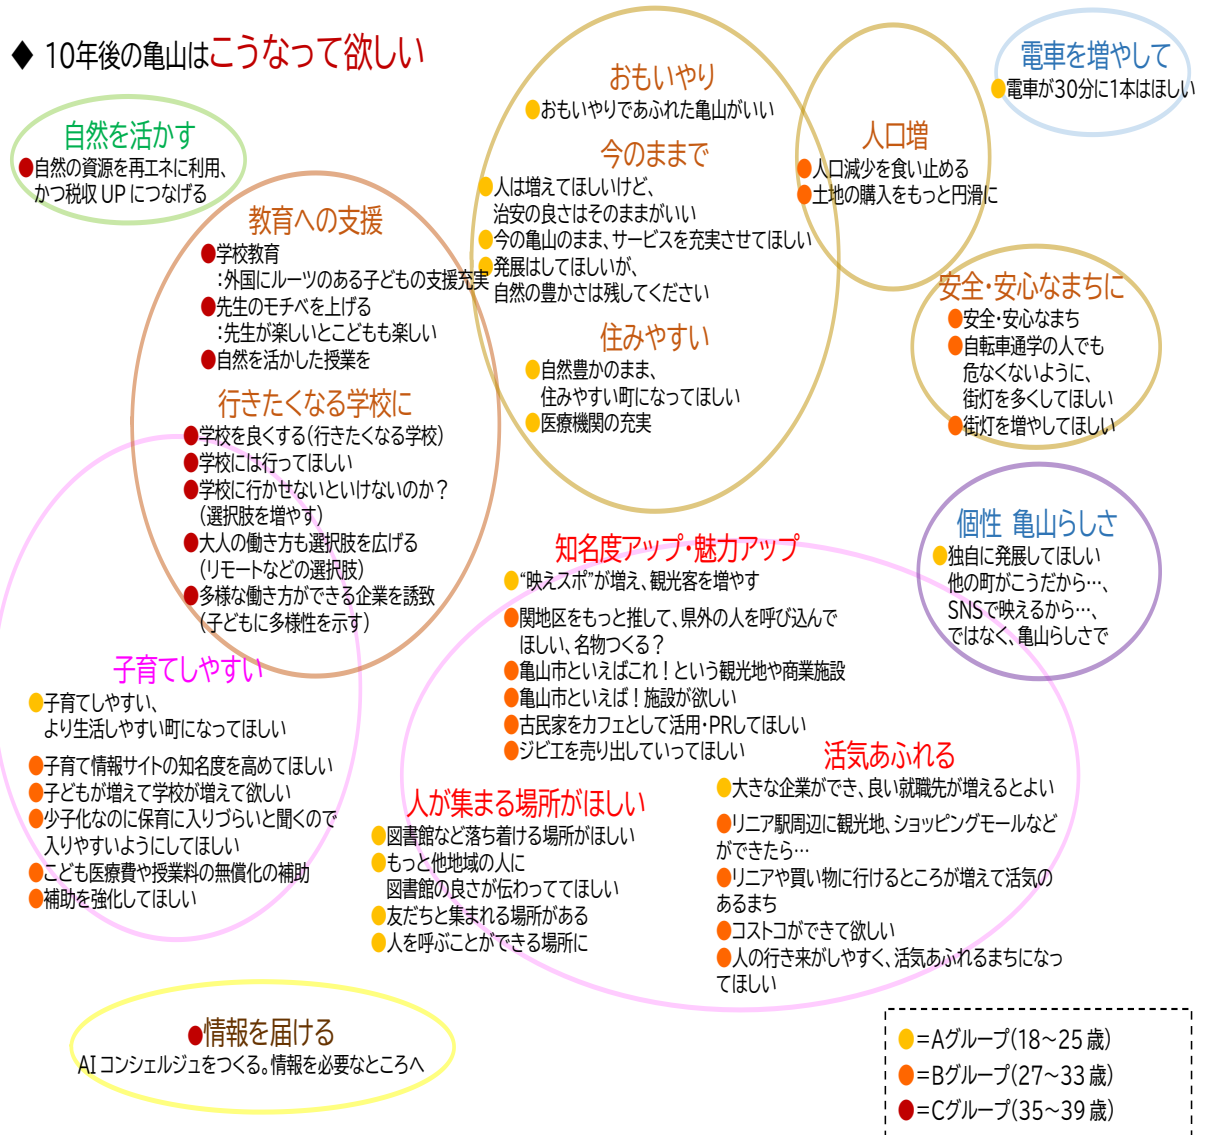 ◆ 10年後の亀山はこうなって欲しい
自然を活かす
●自然の資源を再エネに利用、
かつ税収UPにつなげる
教育への支援
●学校教育
：外国にルーツのある子どもの支援充実
●先生のモチベを上げる
：先生が楽しいとこどもも楽しい
●自然を活かした授業を
行きたくなる学校に
●学校を良くする（行きたくなる学校）
●学校には行ってほしい
●学校に行かせないといけないのか？
（選択肢を増やす）
●大人の働き方も選択肢を広げる
（リモートなどの選択肢）
●多様な働き方ができる企業を誘致
（子どもに多様性を示す）
おもいやり
●おもいやりであふれた亀山がいい
今のままで
●人は増えてほしいけど、
治安の良さはそのままがいい
●今の亀山のまま、サービスを充実させてほしい
●発展はしてほしいが、
自然の豊かさは残してください
住みやすい
●自然豊かのまま、
住みやすい町になってほしい
●医療機関の充実
人口増
●人口減少を食い止める
●土地の購入をもっと円滑に
電車を増やして
●電車が30分に1本はほしい
安全・安心なまちに
●安全・安心なまち
●自転車通学の人でも
危なくないように、
街灯を多くしてほしい
●街灯を増やしてほしい
個性 亀山らしさ
●独自に発展してほしい
他の町がこうだから…、
SNSで映えるから…、
ではなく、亀山らしさで
子育てしやすい
●子育てしやすい、
より生活しやすい町になってほしい
●子育て情報サイトの知名度を高めてほしい
●子どもが増えて学校が増えて欲しい
●少子化なのに保育に入りづらいと聞くので
入りやすいようにしてほしい
●こども医療費や授業料の無償化の補助
●補助を強化してほしい
知名度アップ・魅力アップ
●“映えスポ”が増え、観光客を増やす
●関地区をもっと推して、県外の人を呼び込んで
ほしい、名物つくる？
●亀山市といえばこれ！という観光地や商業施設
●亀山市といえば！施設が欲しい
●古民家をカフェとして活用・PRしてほしい
●ジビエを売り出していってほしい
人が集まる場所がほしい
●図書館など落ち着ける場所がほしい
●もっと他地域の人に
図書館の良さが伝わっててほしい
●友だちと集まれる場所がある
●人を呼ぶことができる場所に
活気あふれる
●大きな企業ができ、良い就職先が増えるとよい
●リニア駅周辺に観光地、ショッピングモールなど
ができたら…
●リニアや買い物に行けるところが増えて活気の
あるまち
●コストコができて欲しい
●人の行き来がしやすく、活気あふれるまちになっ
てほしい
●情報を届ける
AIコンシェルジュをつくる。情報を必要なところへ
●=Aグループ(18～25歳)
●=Bグループ(27～33歳)
●=Cグループ(35～39歳)